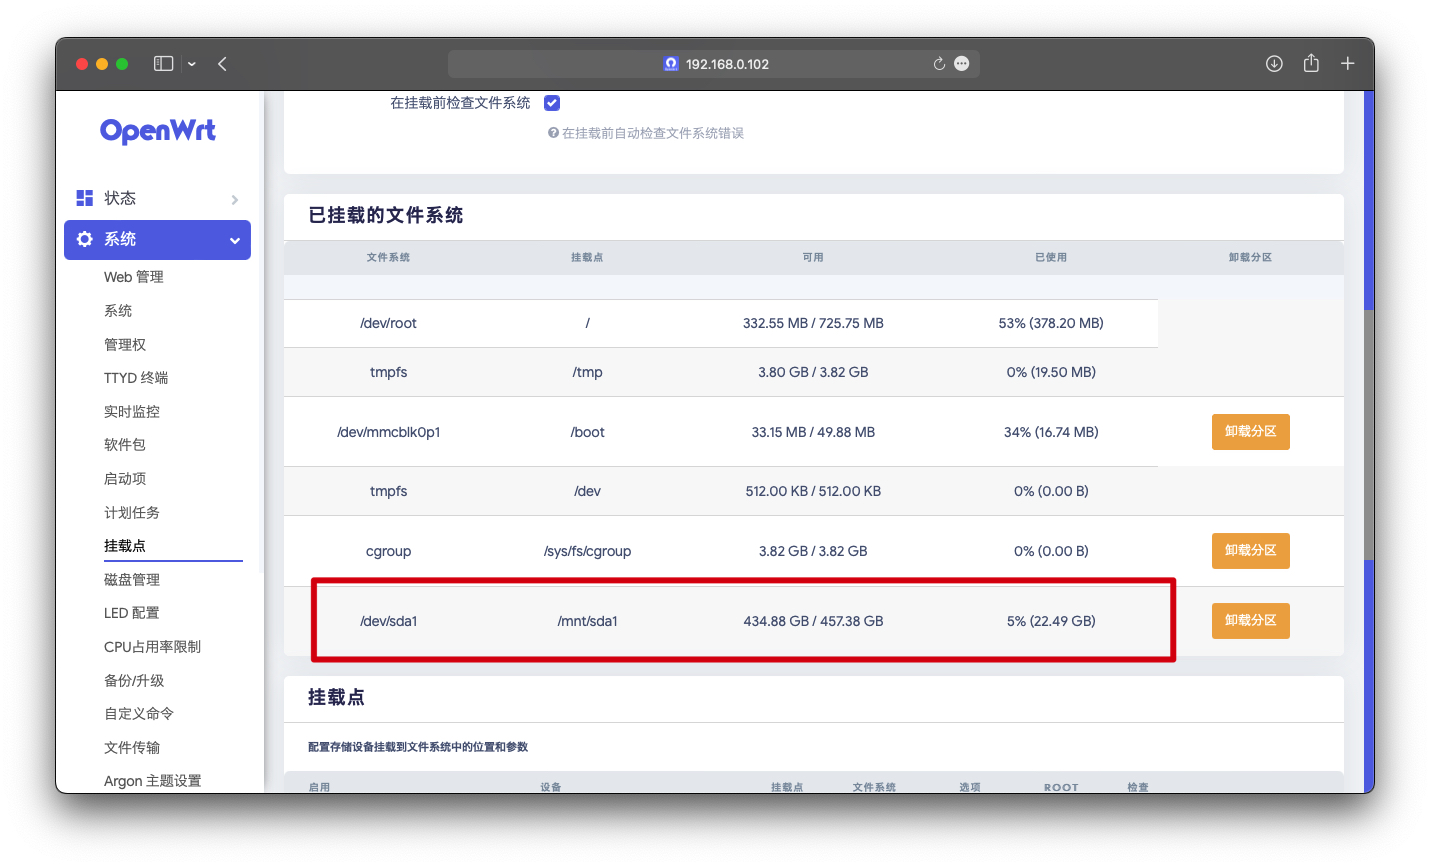 192.168.0.102
OpenWrt
状态
系统
Web 管理
系统
管理权
TTYD 终端
实时监控
软件包
启动项
计划任务
挂载点
磁盘管理
LED 配置
CPU占用率限制
备份/升级
自定义命令
文件传输
Argon 主题设置
在挂载前检查文件系统
在挂载前自动检查文件系统错误
已挂载的文件系统
文件系统 挂载点 可用 已使用 卸载分区
/dev/root / 332.55 MB / 725.75 MB 53% (378.20 MB)
tmpfs /tmp 3.80 GB / 3.82 GB 0% (19.50 MB)
/dev/mmcblk0p1 /boot 33.15 MB / 49.88 MB 34% (16.74 MB) 卸载分区
tmpfs /dev 512.00 KB / 512.00 KB 0% (0.00 B)
cgroup /sys/fs/cgroup 3.82 GB / 3.82 GB 0% (0.00 B) 卸载分区
/dev/sda1 /mnt/sda1 434.88 GB / 457.38 GB 5% (22.49 GB) 卸载分区
挂载点
配置存储设备挂载到文件系统中的位置和参数
启用 设备 挂载点 文件系统 选项 ROOT 检查